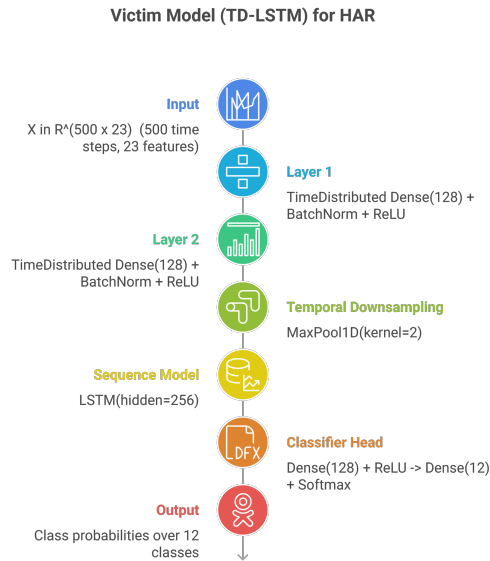 Victim Model (TD-LSTM) for HAR
Input
X in R^(500 x 23) (500 time
steps, 23 features)
Layer 1
TimeDistributed Dense(128) +
BatchNorm + ReLU
Layer 2
TimeDistributed Dense(128) +
BatchNorm + ReLU
Temporal Downsampling
MaxPool1D(kernel=2)
Sequence Model
LSTM(hidden=256)
DFX
Classifier Head
Dense(128) + ReLU -> Dense(12)
+ Softmax
Output
Class probabilities over 12
classes